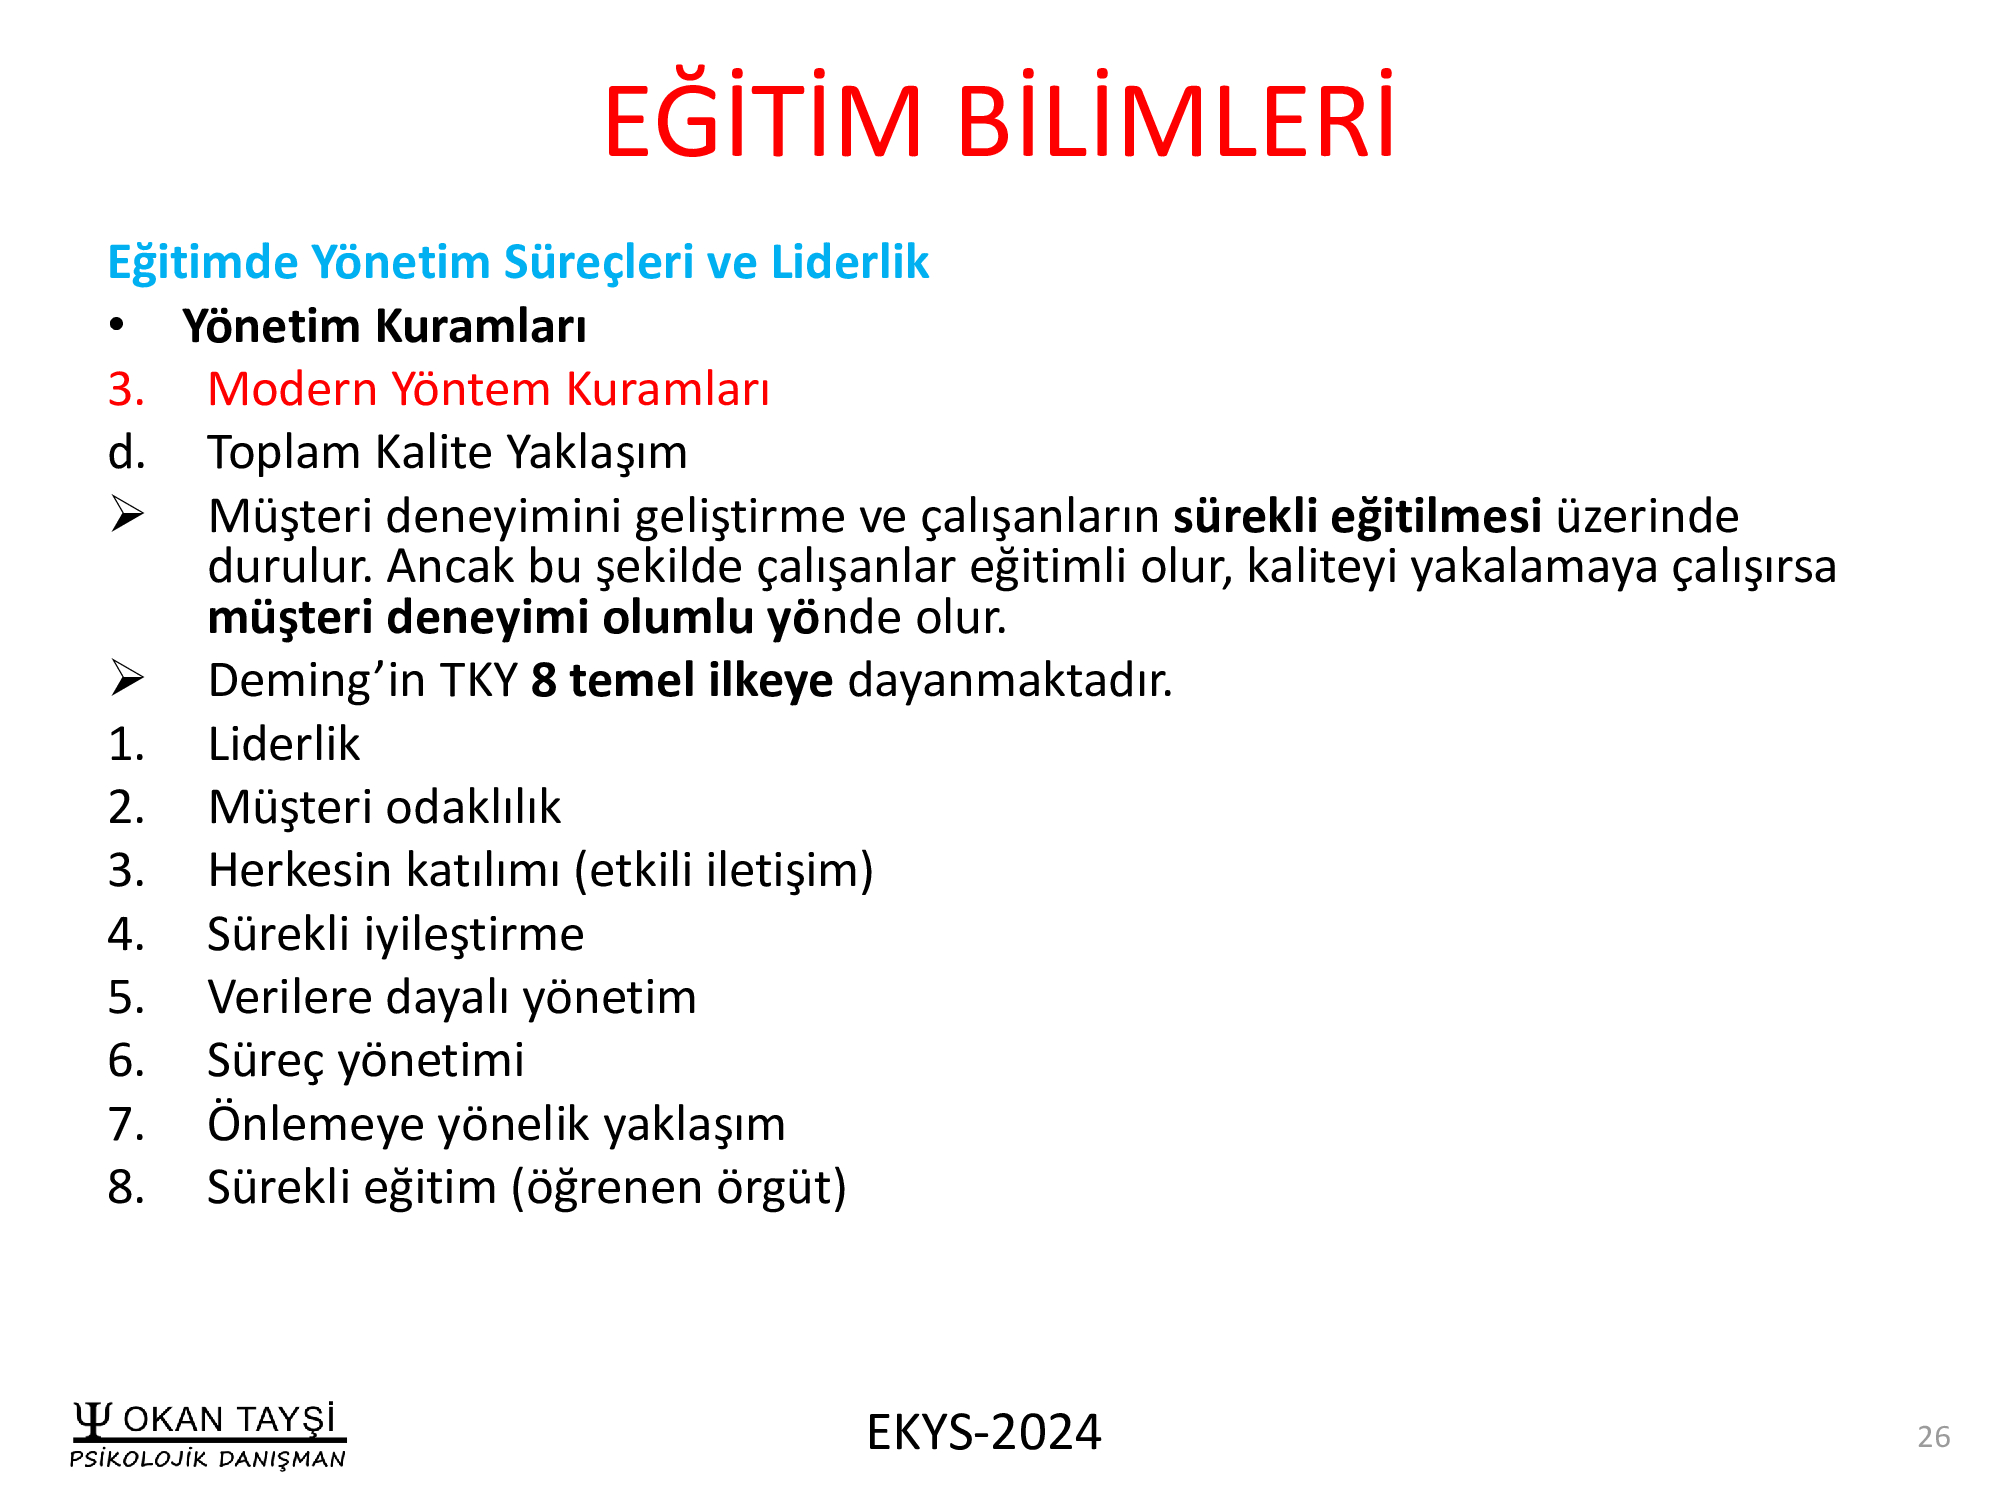 EĞİTİM BİLİMLERİ
Eğitimde Yönetim Süreçleri ve Liderlik
• Yönetim Kuramları
3. Modern Yöntem Kuramları
d. Toplam Kalite Yaklaşım
➢ Müşteri deneyimini geliştirme ve çalışanların sürekli eğitilmesi üzerinde
durulur. Ancak bu şekilde çalışanlar eğitimli olur, kaliteyi yakalamaya çalışırsa
müşteri deneyimi olumlu yönde olur.
➢ Deming’in TKY 8 temel ilkeye dayanmaktadır.
1. Liderlik
2. Müşteri odaklılık
3. Herkesin katılımı (etkili iletişim)
4. Sürekli iyileştirme
5. Verilere dayalı yönetim
6. Süreç yönetimi
7. Önlemeye yönelik yaklaşım
8. Sürekli eğitim (öğrenen örgüt)
Ψ OKAN TAYŞİ
PSİKOLOJİK DANIŞMAN
EKYS-2024
26